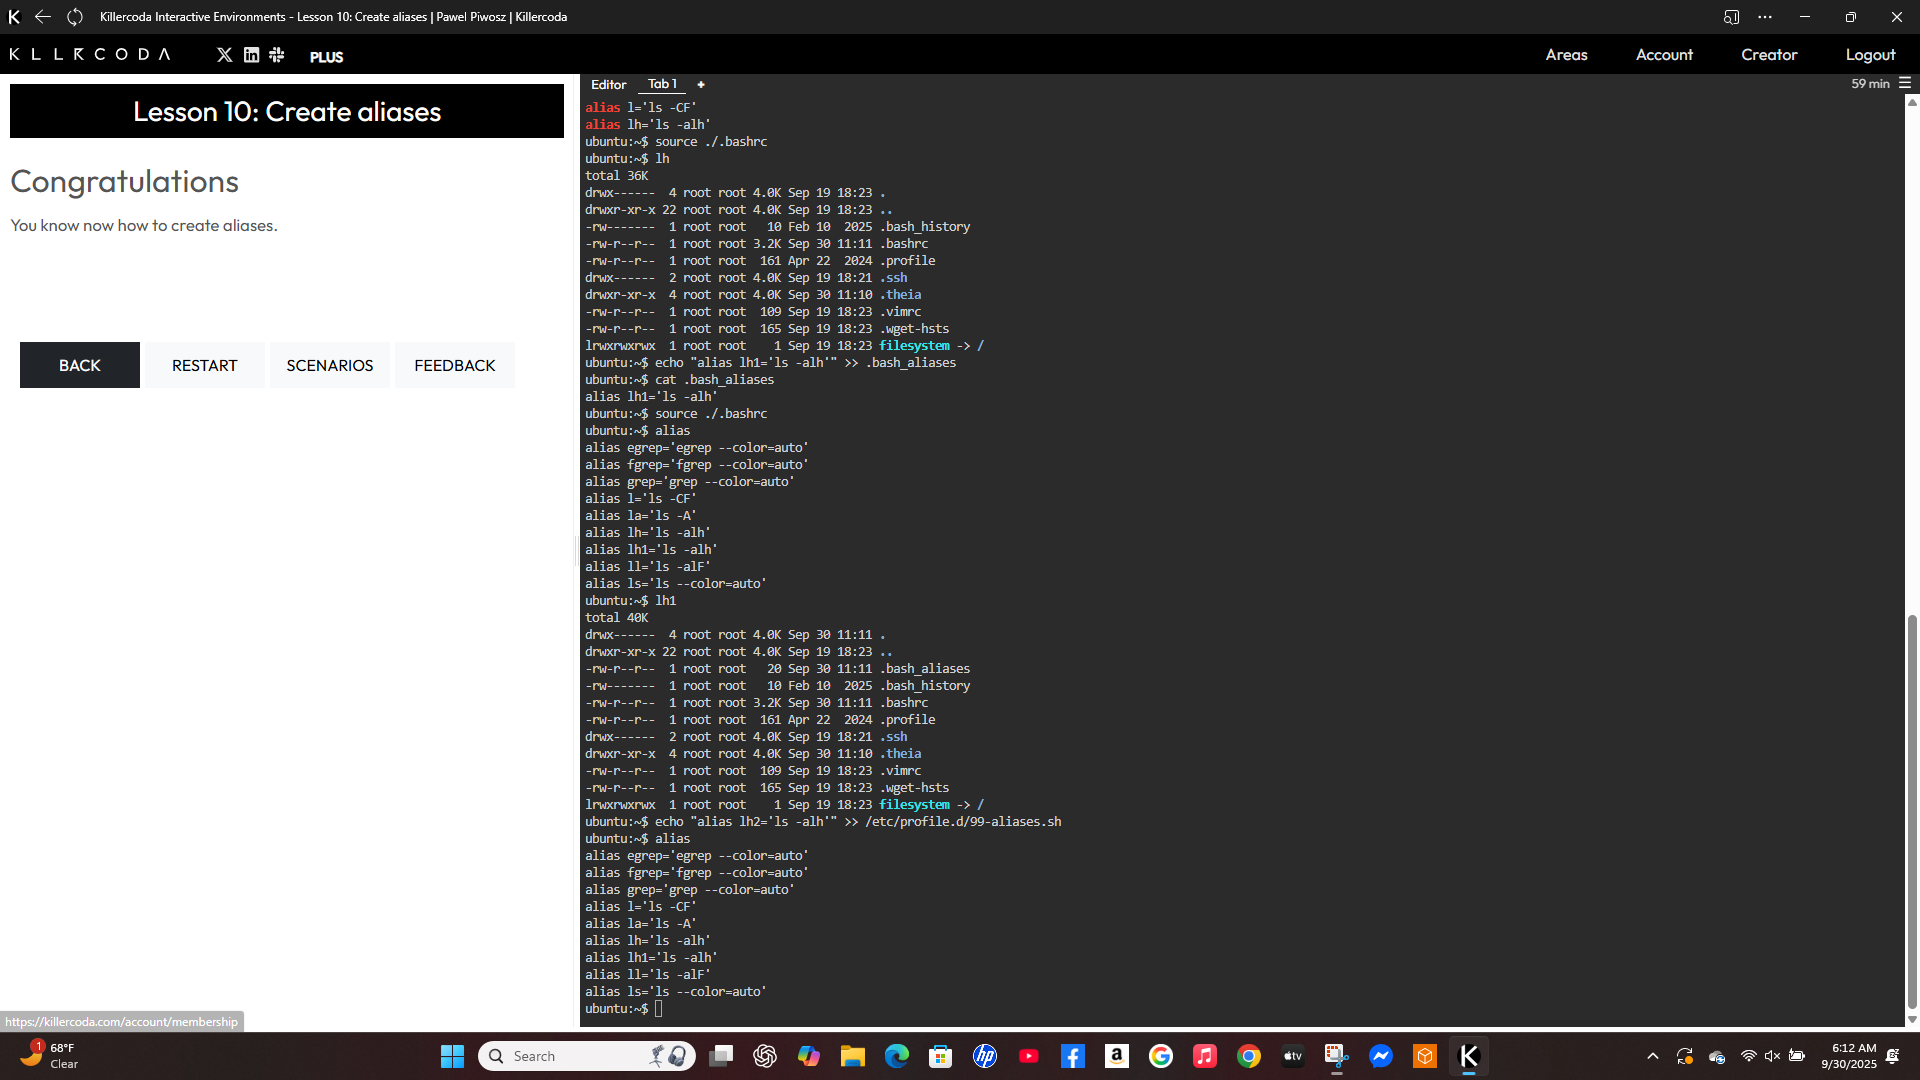 Killercoda Interactive Environments - Lesson 10: Create aliases | Pawel Piwosz | Killercoda
KLLRCODA
PLUS
Areas Account Creator Logout
Lesson 10: Create aliases
Congratulations
You know now how to create aliases.
BACK RESTART SCENARIOS FEEDBACK
Editor Tab 1 +
59 min
alias l='ls -CF'
alias lh='ls -alh'
ubuntu:~$ source ./.bashrc
ubuntu:~$ lh
total 36K
drwx------  4 root root 4.0K Sep 19 18:23 .
drwxr-xr-x 22 root root 4.0K Sep 19 18:23 ..
-rw-------  1 root root   10 Feb 10  2025 .bash_history
-rw-r--r--  1 root root 3.2K Sep 30 11:11 .bashrc
-rw-r--r--  1 root root  161 Apr 22  2024 .profile
drwx------  2 root root 4.0K Sep 19 18:21 .ssh
drwxr-xr-x  4 root root 4.0K Sep 30 11:10 .theia
-rw-r--r--  1 root root  109 Sep 19 18:23 .vimrc
-rw-r--r--  1 root root  165 Sep 19 18:23 .wget-hsts
lrwxrwxrwx  1 root root    1 Sep 19 18:23 filesystem -> /
ubuntu:~$ echo "alias lh1='ls -alh'" >> .bash_aliases
ubuntu:~$ cat .bash_aliases
alias lh1='ls -alh'
ubuntu:~$ source ./.bashrc
ubuntu:~$ alias
alias egrep='egrep --color=auto'
alias fgrep='fgrep --color=auto'
alias grep='grep --color=auto'
alias l='ls -CF'
alias la='ls -A'
alias lh='ls -alh'
alias lh1='ls -alh'
alias ll='ls -alF'
alias ls='ls --color=auto'
ubuntu:~$ lh1
total 40K
drwx------  4 root root 4.0K Sep 30 11:11 .
drwxr-xr-x 22 root root 4.0K Sep 19 18:23 ..
-rw-r--r--  1 root root   20 Sep 30 11:11 .bash_aliases
-rw-------  1 root root   10 Feb 10  2025 .bash_history
-rw-r--r--  1 root root 3.2K Sep 30 11:11 .bashrc
-rw-r--r--  1 root root  161 Apr 22  2024 .profile
drwx------  2 root root 4.0K Sep 19 18:21 .ssh
drwxr-xr-x  4 root root 4.0K Sep 30 11:10 .theia
-rw-r--r--  1 root root  109 Sep 19 18:23 .vimrc
-rw-r--r--  1 root root  165 Sep 19 18:23 .wget-hsts
lrwxrwxrwx  1 root root    1 Sep 19 18:23 filesystem -> /
ubuntu:~$ echo "alias lh2='ls -alh'" >> /etc/profile.d/99-aliases.sh
ubuntu:~$ alias
alias egrep='egrep --color=auto'
alias fgrep='fgrep --color=auto'
alias grep='grep --color=auto'
alias l='ls -CF'
alias la='ls -A'
alias lh='ls -alh'
alias lh1='ls -alh'
alias ll='ls -alF'
alias ls='ls --color=auto'
ubuntu:~$
https://killercoda.com/account/membership
1
68°F
Clear
Search
hp
a
tv
6:12 AM
9/30/2025